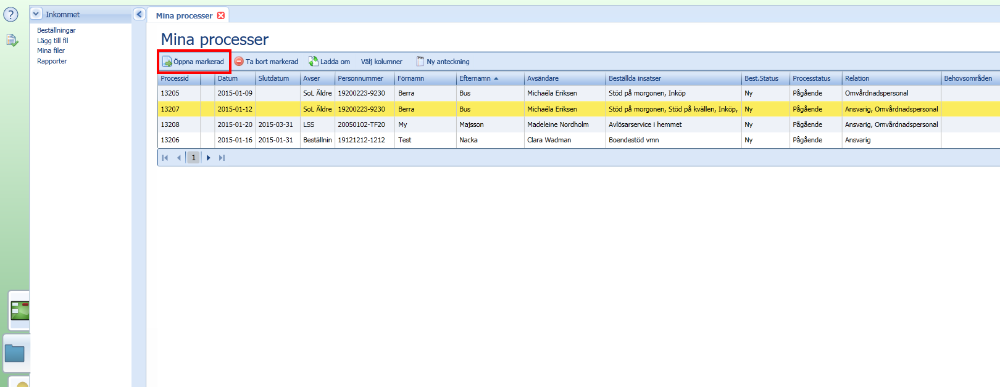 ?
Inkommet
Beställningar
Lägg till fil
Mina filer
Rapporter
Mina processer
Mina processer
Öppna markerad Ta bort markerad Ladda om Välj kolumner Ny anteckning
Processid Datum Slutdatum Avser Personnummer Förnamn Efternamn Avsändare Beställda insatser Best.Status Processtatus Relation Behovsområden
13205 2015-01-09 SoL Äldre 19200223-9230 Berra Bus Michaéla Eriksen Stöd på morgonen, Inköp Ny Pågående Omvårdnadspersonal
13207 2015-01-12 SoL Äldre 19200223-9230 Berra Bus Michaéla Eriksen Stöd på morgonen, Stöd på kvällen, Inköp, Ny Pågående Ansvarig, Omvårdnadspersonal
13208 2015-01-20 2015-03-31 LSS 20050102-TF20 My Majsson Madeleine Nordholm Avlösarservice i hemmet Ny Pågående Ansvarig, Omvårdnadspersonal
13206 2015-01-16 2015-01-31 Beställnin 19121212-1212 Test Nacka Clara Wadman Boendestöd vmn Ny Pågående Ansvarig
1